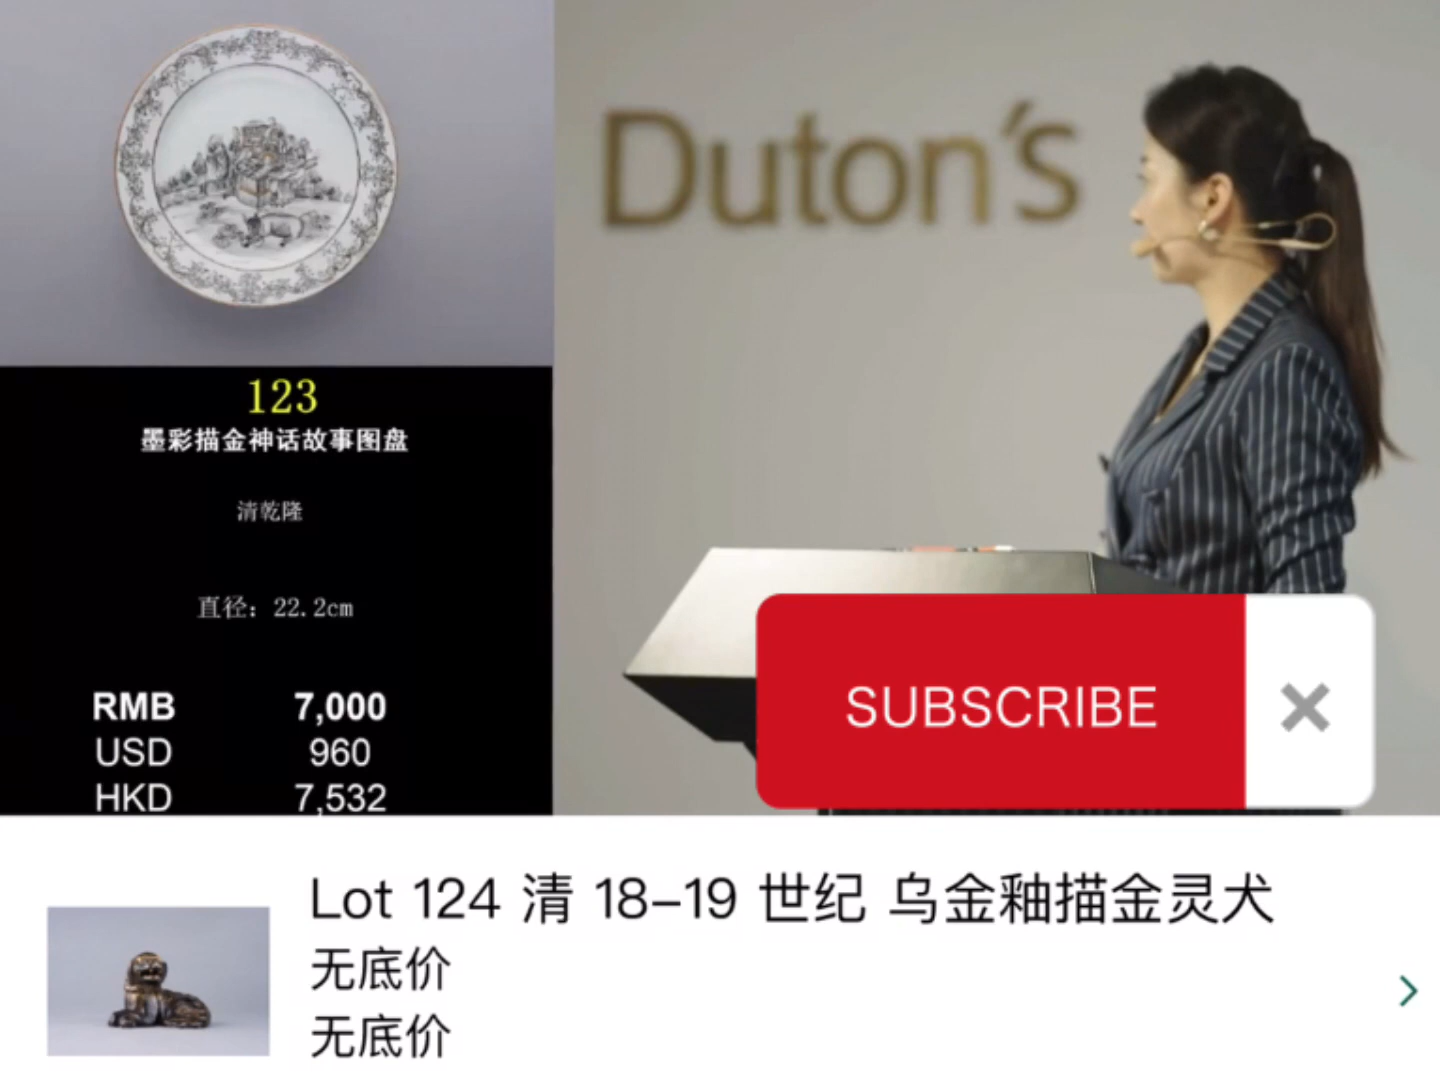 Duton's
123
墨彩描金神话故事图盘
清乾隆
直径: 22.2cm
RMB 7,000
USD 960
HKD 7,532
SUBSCRIBE
Lot 124 清 18–19 世纪 乌金釉描金灵犬
无底价
无底价